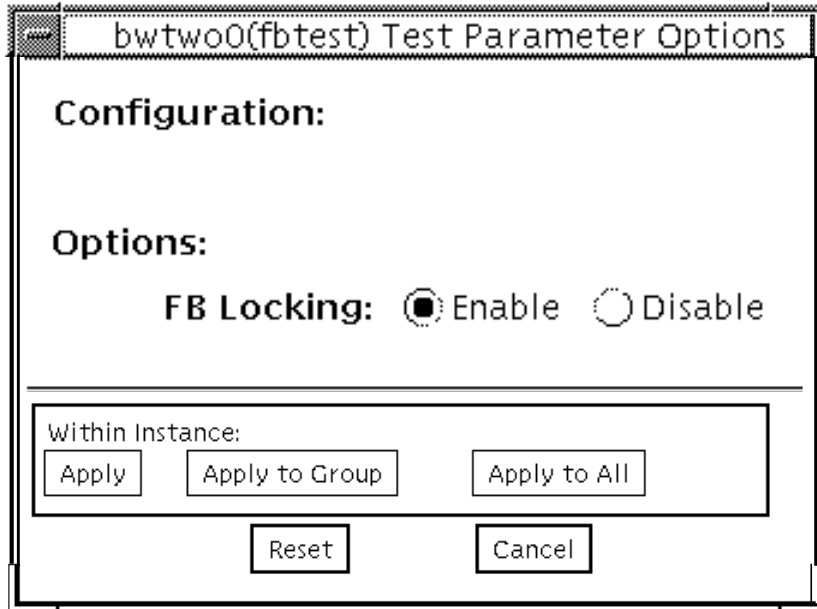 bwtwo0(fbtest) Test Parameter Options
Configuration:
Options:
FB Locking: Enable Disable
Within Instance:
Apply Apply to Group Apply to All
Reset Cancel